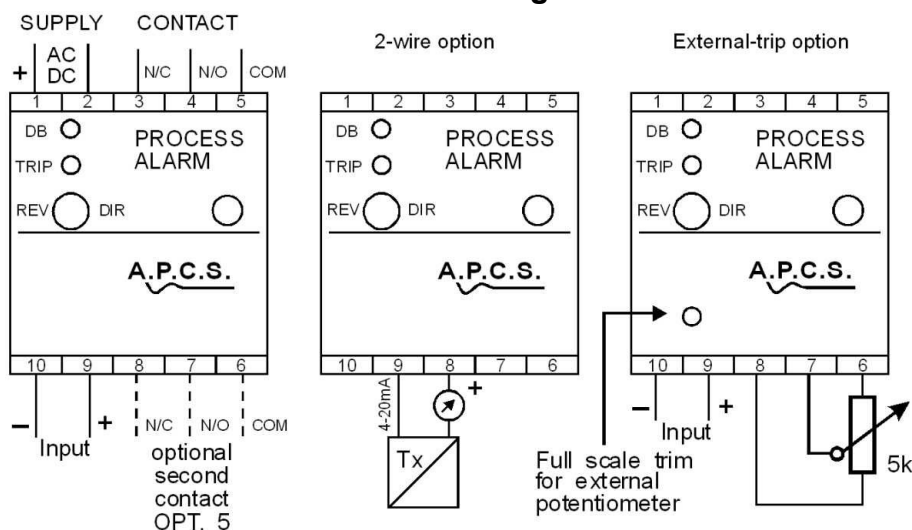 SUPPLY CONTACT
AC
DC
+
N/C N/O COM
1 2 3 4 5
DB
TRIP
PROCESS
ALARM
REV DIR
A.P.C.S.
10 9 8 7 6
− +
Input
N/C N/O COM
optional
second
contact
OPT. 5
2-wire option
1 2 3 4 5
DB
TRIP
PROCESS
ALARM
REV DIR
A.P.C.S.
10 9 8 7 6
4-20mA
+
Tx
External-trip option
1 2 3 4 5
DB
TRIP
PROCESS
ALARM
REV DIR
A.P.C.S.
10 9 8 7 6
− +
Input
5k
Full scale trim
for external
potentiometer